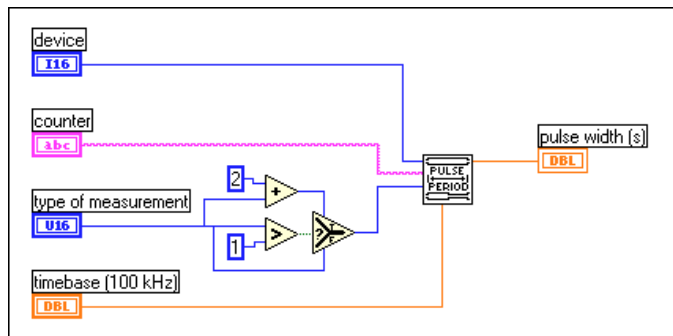 device
I16
counter
abc
pulse width (s)
DBL
PULSE
PERIOD
2
+
type of measurement
U16
>
1
?
T
F
timebase (100 kHz)
DBL